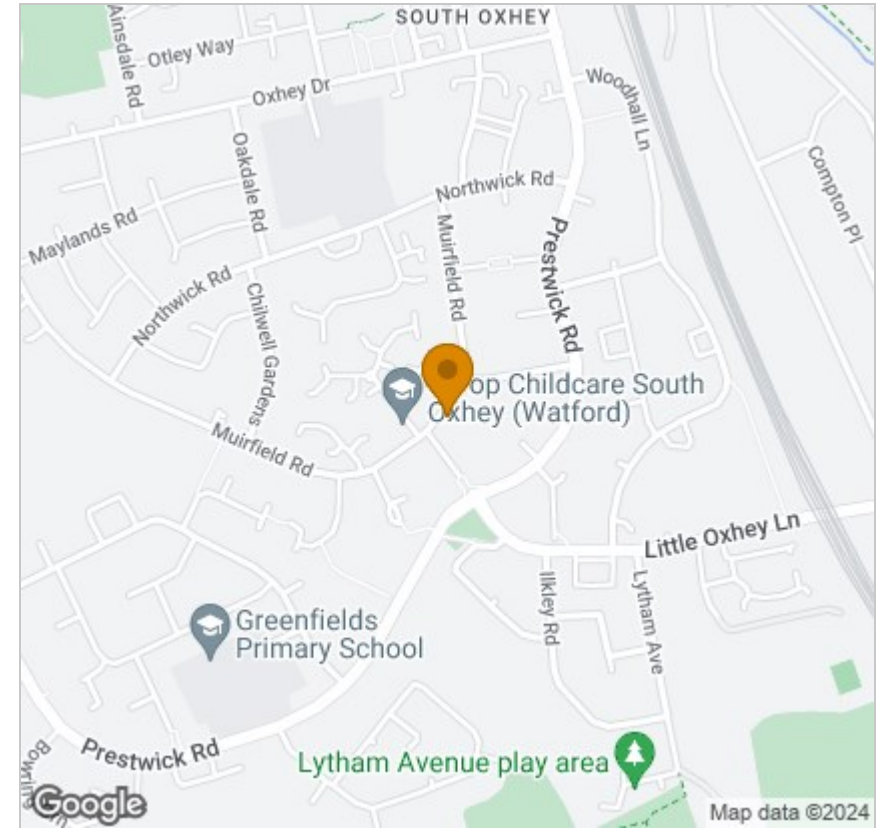 SOUTH OXHEY
Ainsdale Rd
Otley Way
Oxhey Dr
Woodhall Ln
Compton Pl
Oakdale Rd
Northwick Rd
Maylands Rd
Muirfield Rd
Prestwick Rd
Northwick Rd
Chilwell Gardens
op Childcare South
Oxhey (Watford)
Muirfield Rd
Little Oxhey Ln
Ilkley Rd
Lytham Ave
Greenfields
Primary School
Prestwick Rd
Lytham Avenue play area
Google
Map data ©2024